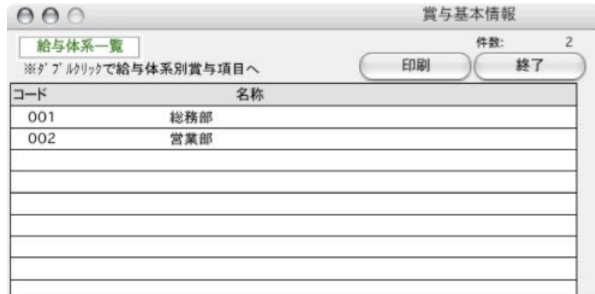 賞与基本情報
給与体系一覧
件数: 2
※ﾀﾞﾌﾞﾙｸﾘｯｸで給与体系別賞与項目へ
印刷 終了
コード 名称
001 総務部
002 営業部